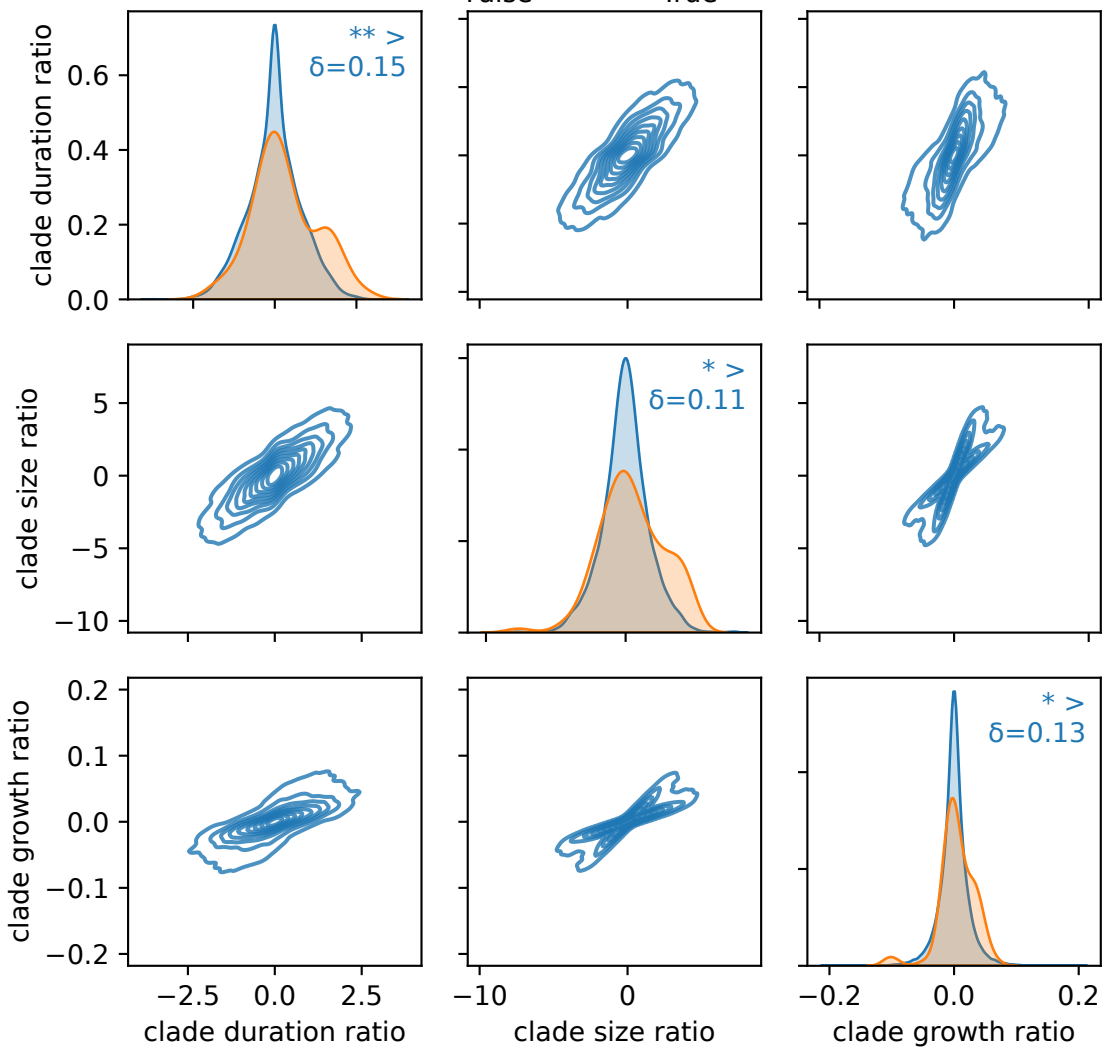 False True
clade duration ratio
0.6
0.4
0.2
0.0
** >
δ=0.15
clade size ratio
5
0
−5
−10
* >
δ=0.11
clade growth ratio
0.2
0.1
0.0
−0.1
−0.2
* >
δ=0.13
−2.5 0.0 2.5
−10 0
−0.2 0.0 0.2
clade duration ratio
clade size ratio
clade growth ratio